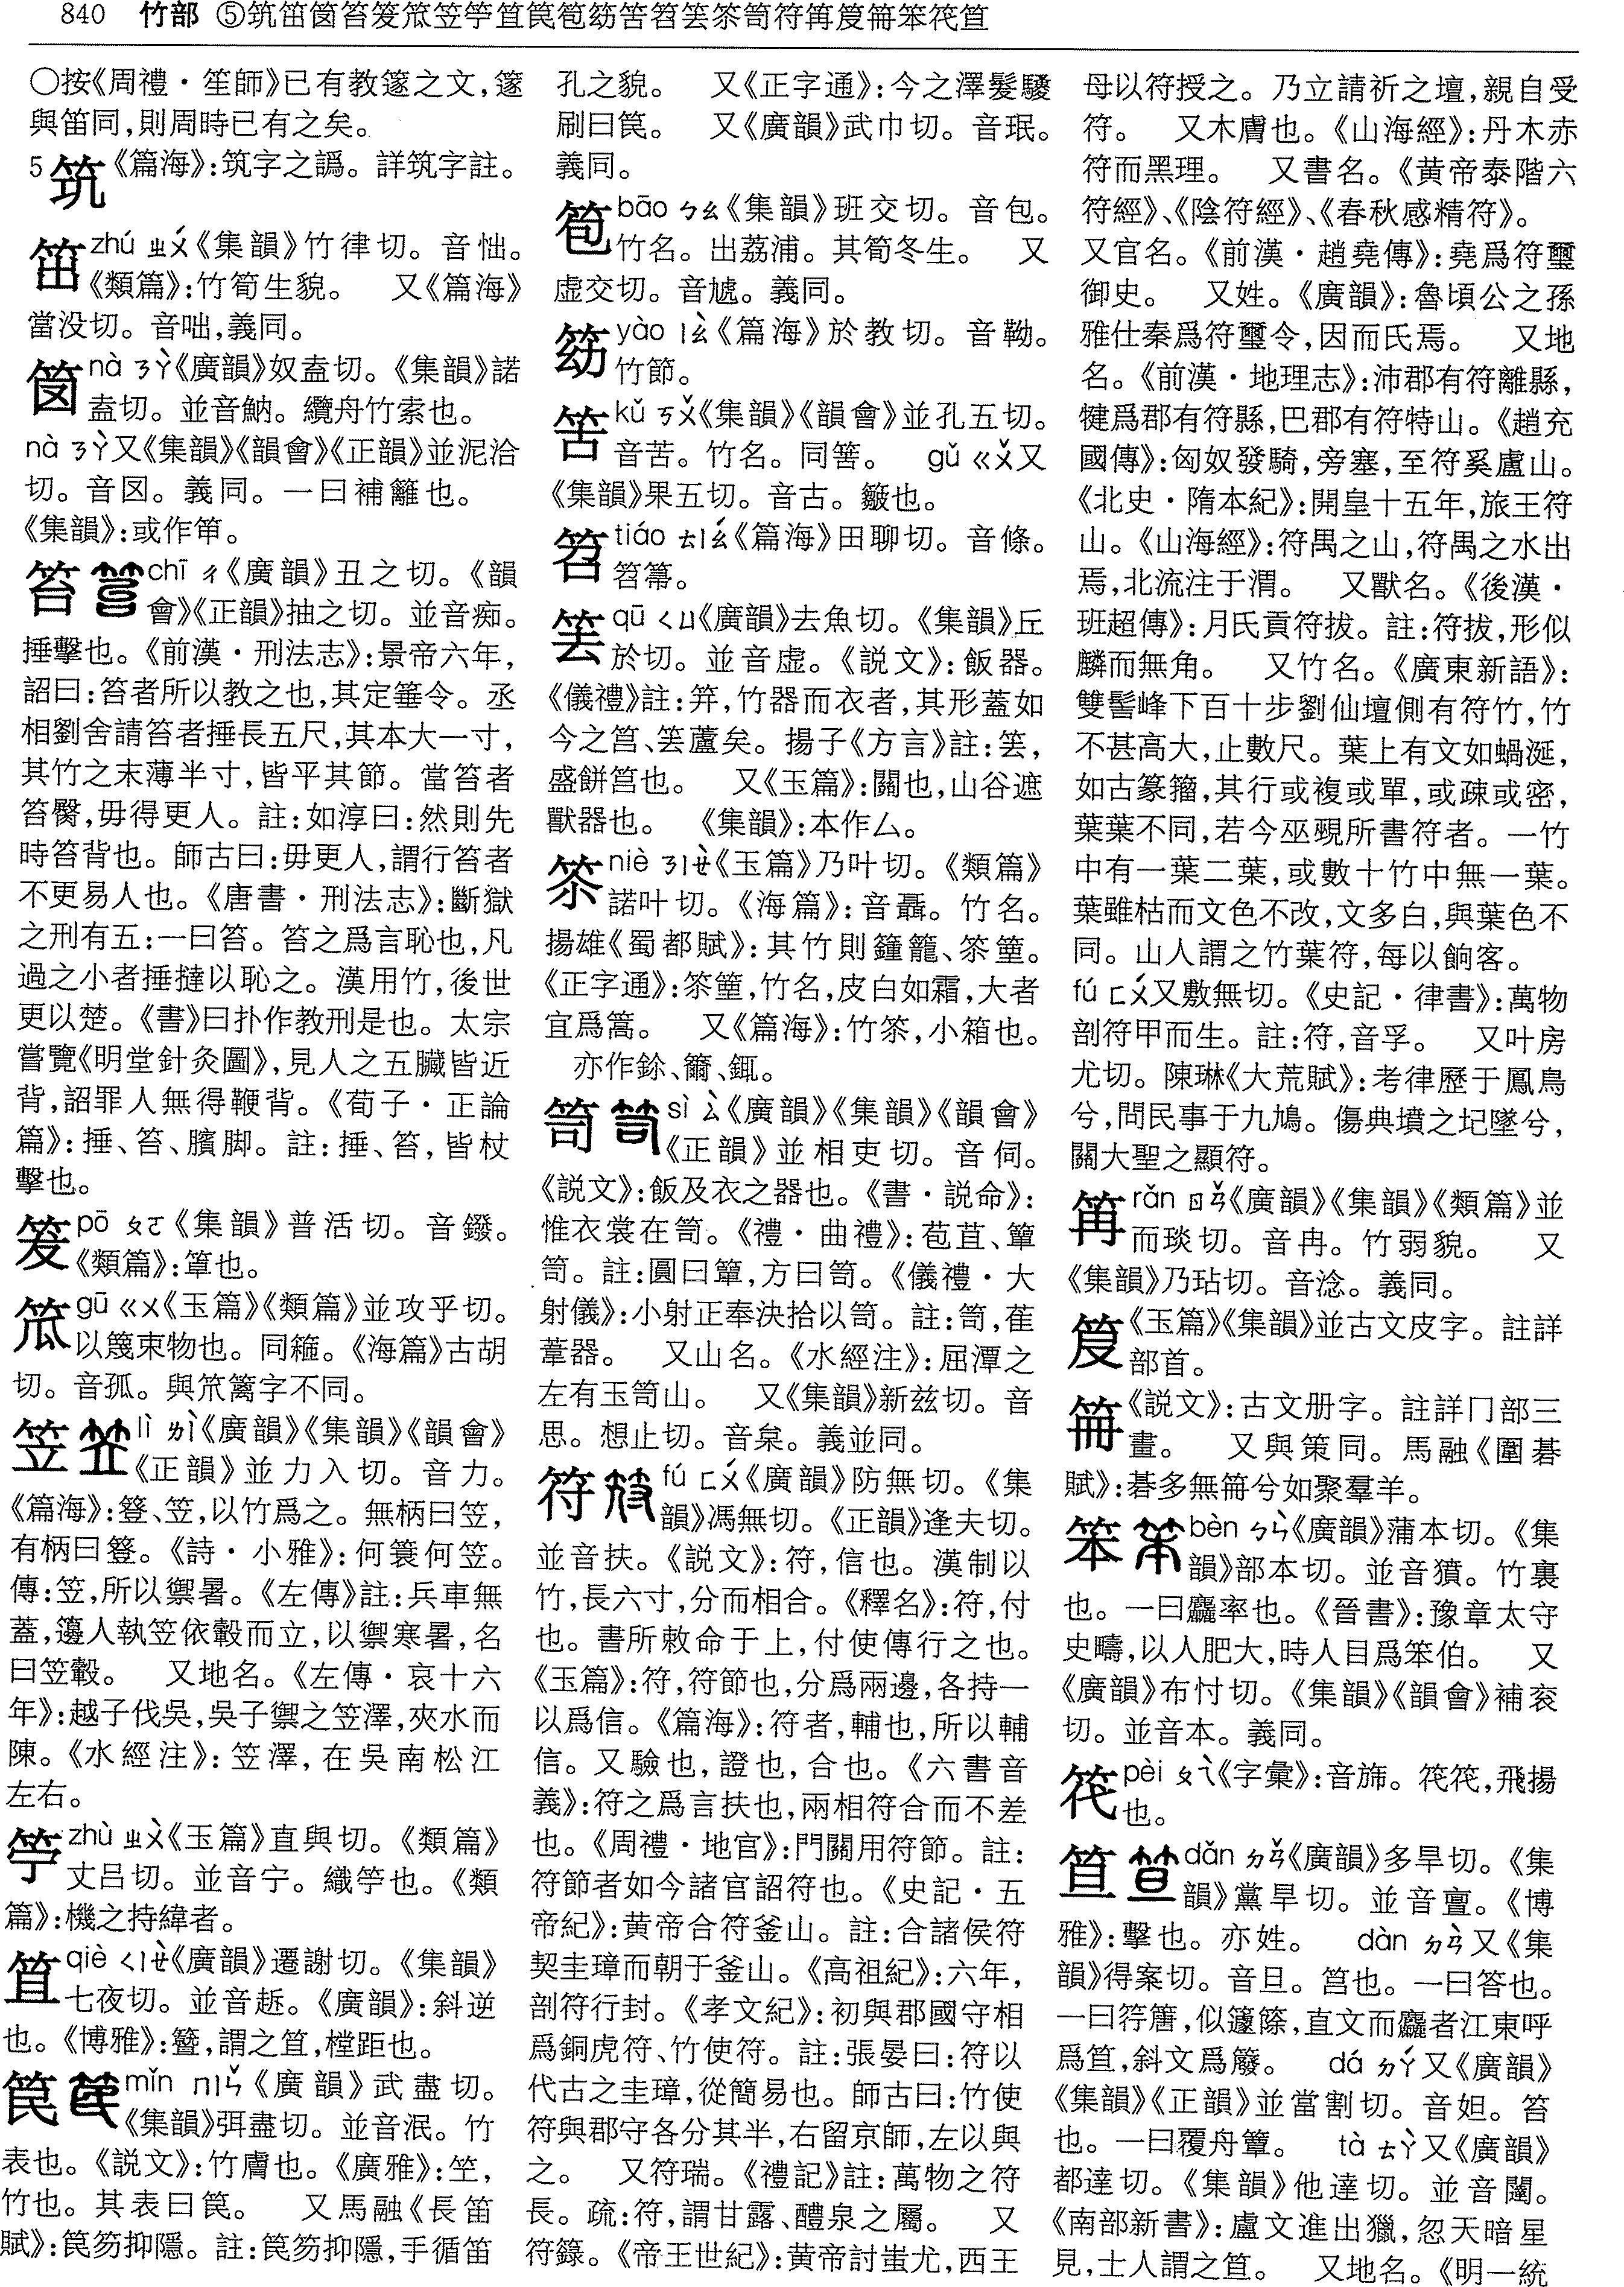 840 竹部 ⑤筑笛笝笞笩笟笠竚笡笢笣䇛笘笤笶䇣笥符䇯䈀笧笨䇥笪
○按《周禮·笙師》已有教篴之文,篴
與笛同,則周時已有之矣。
5 《篇海》:筑字之譌。詳筑字註。
笜 zhú ㄓㄨˊ《集韻》竹律切。音怞。
《類篇》:竹筍生貌。 又《篇海》
當没切。音咄,義同。
nà ㄋㄚˋ《廣韻》奴盍切。《集韻》諾
盍切。並音魶。纜舟竹索也。
nà ㄋㄚˋ又《集韻》《韻會》《正韻》並泥洽
切。音図。義同。一曰補籬也。
《集韻》:或作䈫。
笞 chī ㄔ《廣韻》丑之切。《韻
會》《正韻》抽之切。並音痴。
捶擊也。《前漢·刑法志》:景帝六年,
詔曰:笞者所以教之也,其定箠令。丞
相劉舍請笞者捶長五尺,其本大一寸,
其竹之末薄半寸,皆平其節。當笞者
笞臀,毋得更人。註:如淳曰:然則先
時笞背也。師古曰:毋更人,謂行笞者
不更易人也。《唐書·刑法志》:斷獄
之刑有五:一曰笞。笞之爲言恥也,凡
過之小者捶撻以恥之。漢用竹,後世
更以楚。《書》曰扑作教刑是也。太宗
嘗覽《明堂針灸圖》,見人之五臟皆近
背,詔罪人無得鞭背。《荀子·正論
篇》:捶、笞、臏脚。註:捶、笞,皆杖
擊也。
pō ㄆㄛ《集韻》普活切。音鏺。
《類篇》:箄也。
笟 gū ㄍㄨ《玉篇》《類篇》並攻乎切。
以篾束物也。同箍。《海篇》古胡
切。音孤。與笊篱字不同。
笠 lì ㄌㄧˋ《廣韻》《集韻》《韻會》
《正韻》並力入切。音力。
《篇海》:簦、笠,以竹爲之。無柄曰笠,
有柄曰簦。《詩·小雅》:何簑何笠。
傳:笠,所以禦暑。《左傳》註:兵車無
蓋,籩人執笠依轂而立,以禦寒暑,名
曰笠轂。 又地名。《左傳·哀十六
年》:越子伐吳,吳子禦之笠澤,夾水而
陳。《水經注》:笠澤,在吳南松江
左右。
竚 zhù ㄓㄨˋ《玉篇》直與切。《類篇》
丈吕切。並音宁。織竚也。《類
篇》:機之持緯者。
笡 qiè ㄑㄧㄝˋ《廣韻》遷謝切。《集韻》
七夜切。並音趀。《廣韻》:斜逆
也。《博雅》:籆,謂之笡,樘距也。
笢 mǐn ㄇㄧㄣˇ《廣韻》武盡切。
《集韻》弭盡切。並音泯。竹
表也。《説文》:竹膚也。《廣雅》:笁,
竹也。其表曰笢。 又馬融《長笛
賦》:笢笏抑隱。註:笢笏抑隱,手循笛
孔之貌。 又《正字通》:今之澤髮騣
刷曰笢。 又《廣韻》武巾切。音珉。
義同。
笣 bāo ㄅㄠ《集韻》班交切。音包。
竹名。出荔浦。其筍冬生。 又
虚交切。音虓。義同。
yào ㄧㄠˋ《篇海》於教切。音靿。
竹節。
kǔ ㄎㄨˇ《集韻》《韻會》並孔五切。
音苦。竹名。同筶。 gǔ ㄍㄨˇ又
《集韻》果五切。音古。簸也。
笤 tiáo ㄊㄧㄠˊ《篇海》田聊切。音條。
笤箒。
qū ㄑㄩ《廣韻》去魚切。《集韻》丘
於切。並音虚。《説文》:飯器。
《儀禮》註:笲,竹器而衣者,其形蓋如
今之筥、筶蘆矣。揚子《方言》註:筶,
盛餅筥也。 又《玉篇》:闌也,山谷遮
獸器也。 《集韻》:本作厶。
niè ㄋㄧㄝˋ《玉篇》乃叶切。《類篇》
諾叶切。《海篇》:音聶。竹名。
揚雄《蜀都賦》:其竹則鍾龍、䇣䈽。
《正字通》:䇣䈽,竹名,皮白如霜,大者
宜爲篙。 又《篇海》:竹䇣,小箱也。
亦作鉩、籋、鑈。
笥 sì ㄙˋ《廣韻》《集韻》《韻會》
《正韻》並相吏切。音伺。
《説文》:飯及衣之器也。《書·説命》:
惟衣裳在笥。《禮·曲禮》:苞苴、簞
笥。註:圓曰簞,方曰笥。《儀禮·大
射儀》:小射正奉決拾以笥。註:笥,萑
葦器。 又山名。《水經注》:屈潭之
左有玉笥山。 又《集韻》新兹切。音
思。想止切。音枲。義並同。
符 fú ㄈㄨˊ《廣韻》防無切。《集
韻》馮無切。《正韻》逢夫切。
並音扶。《説文》:符,信也。漢制以
竹,長六寸,分而相合。《釋名》:符,付
也。書所敕命于上,付使傳行之也。
《玉篇》:符,符節也,分爲兩邊,各持一
以爲信。《篇海》:符者,輔也,所以輔
信。又驗也,證也,合也。《六書音
義》:符之爲言扶也,兩相符合而不差
也。《周禮·地官》:門關用符節。註:
符節者如今諸官詔符也。《史記·五
帝紀》:黄帝合符釜山。註:合諸侯符
契圭璋而朝于釜山。《高祖紀》:六年,
剖符行封。《孝文紀》:初與郡國守相
爲銅虎符、竹使符。註:張晏曰:符以
代古之圭璋,從簡易也。師古曰:竹使
符與郡守各分其半,右留京師,左以與
之。 又符瑞。《禮記》註:萬物之符
長。疏:符,謂甘露、醴泉之屬。 又
符籙。《帝王世紀》:黄帝討蚩尤,西王
母以符授之。乃立請祈之壇,親自受
符。 又木膚也。《山海經》:丹木赤
符而黑理。 又書名。《黄帝泰階六
符經》、《陰符經》、《春秋感精符》。
又官名。《前漢·趙堯傳》:堯爲符璽
御史。 又姓。《廣韻》:魯頃公之孫
雅仕秦爲符璽令,因而氏焉。 又地
名。《前漢·地理志》:沛郡有符離縣,
犍爲郡有符縣,巴郡有符特山。《趙充
國傳》:匈奴發騎,旁塞,至符奚盧山。
《北史·隋本紀》:開皇十五年,旅王符
山。《山海經》:符禺之山,符禺之水出
焉,北流注于渭。 又獸名。《後漢·
班超傳》:月氏貢符拔。註:符拔,形似
麟而無角。 又竹名。《廣東新語》:
雙髻峰下百十步劉仙壇側有符竹,竹
不甚高大,止數尺。葉上有文如蝸涎,
如古篆籀,其行或複或單,或疎或密,
葉葉不同,若今巫覡所書符者。一竹
中有一葉二葉,或數十竹中無一葉。
葉雖枯而文色不改,文多白,與葉色不
同。山人謂之竹葉符,每以餉客。
fú ㄈㄨˊ又敷無切。《史記·律書》:萬物
剖符甲而生。註:符,音孚。 又叶房
尤切。陳琳《大荒賦》:考律歷于鳳鳥
兮,問民事于九鳩。傷典墳之圮墜兮,
闚大聖之顯符。
rǎn ㄖㄢˇ《廣韻》《集韻》《類篇》並
而琰切。音冉。竹弱貌。 又
《集韻》乃玷切。音淰。義同。
《玉篇》《集韻》並古文皮字。註詳
部首。
笧 《説文》:古文册字。註詳冂部三
畫。 又與策同。馬融《圍碁
賦》:碁多無笧兮如聚羣羊。
笨 bèn ㄅㄣˋ《廣韻》蒲本切。《集
韻》部本切。並音獖。竹裏
也。一曰麤率也。《晉書》:豫章太守
史疇,以人肥大,時人目爲笨伯。 又
《廣韻》布忖切。《集韻》《韻會》補衮
切。並音本。義同。
pèi ㄆㄟˋ《字彙》:音旆。䇥䇥,飛揚
也。
笪 dǎn ㄉㄢˇ《廣韻》多旱切。《集
韻》黨旱切。並音亶。《博
雅》:擊也。亦姓。 dàn ㄉㄢˋ又《集
韻》得案切。音旦。筥也。一曰答也。
一曰符䉬,似籧篨,直文而麤者江東呼
爲笪,斜文爲簝。 dá ㄉㄚˊ又《廣韻》
《集韻》《正韻》並當割切。音妲。笞
也。一曰覆舟簟。 tà ㄊㄚˋ又《廣韻》
都達切。《集韻》他達切。並音闥。
《南部新書》:盧文進出獵,忽天暗星
見,士人謂之笪。 又地名。《明一統